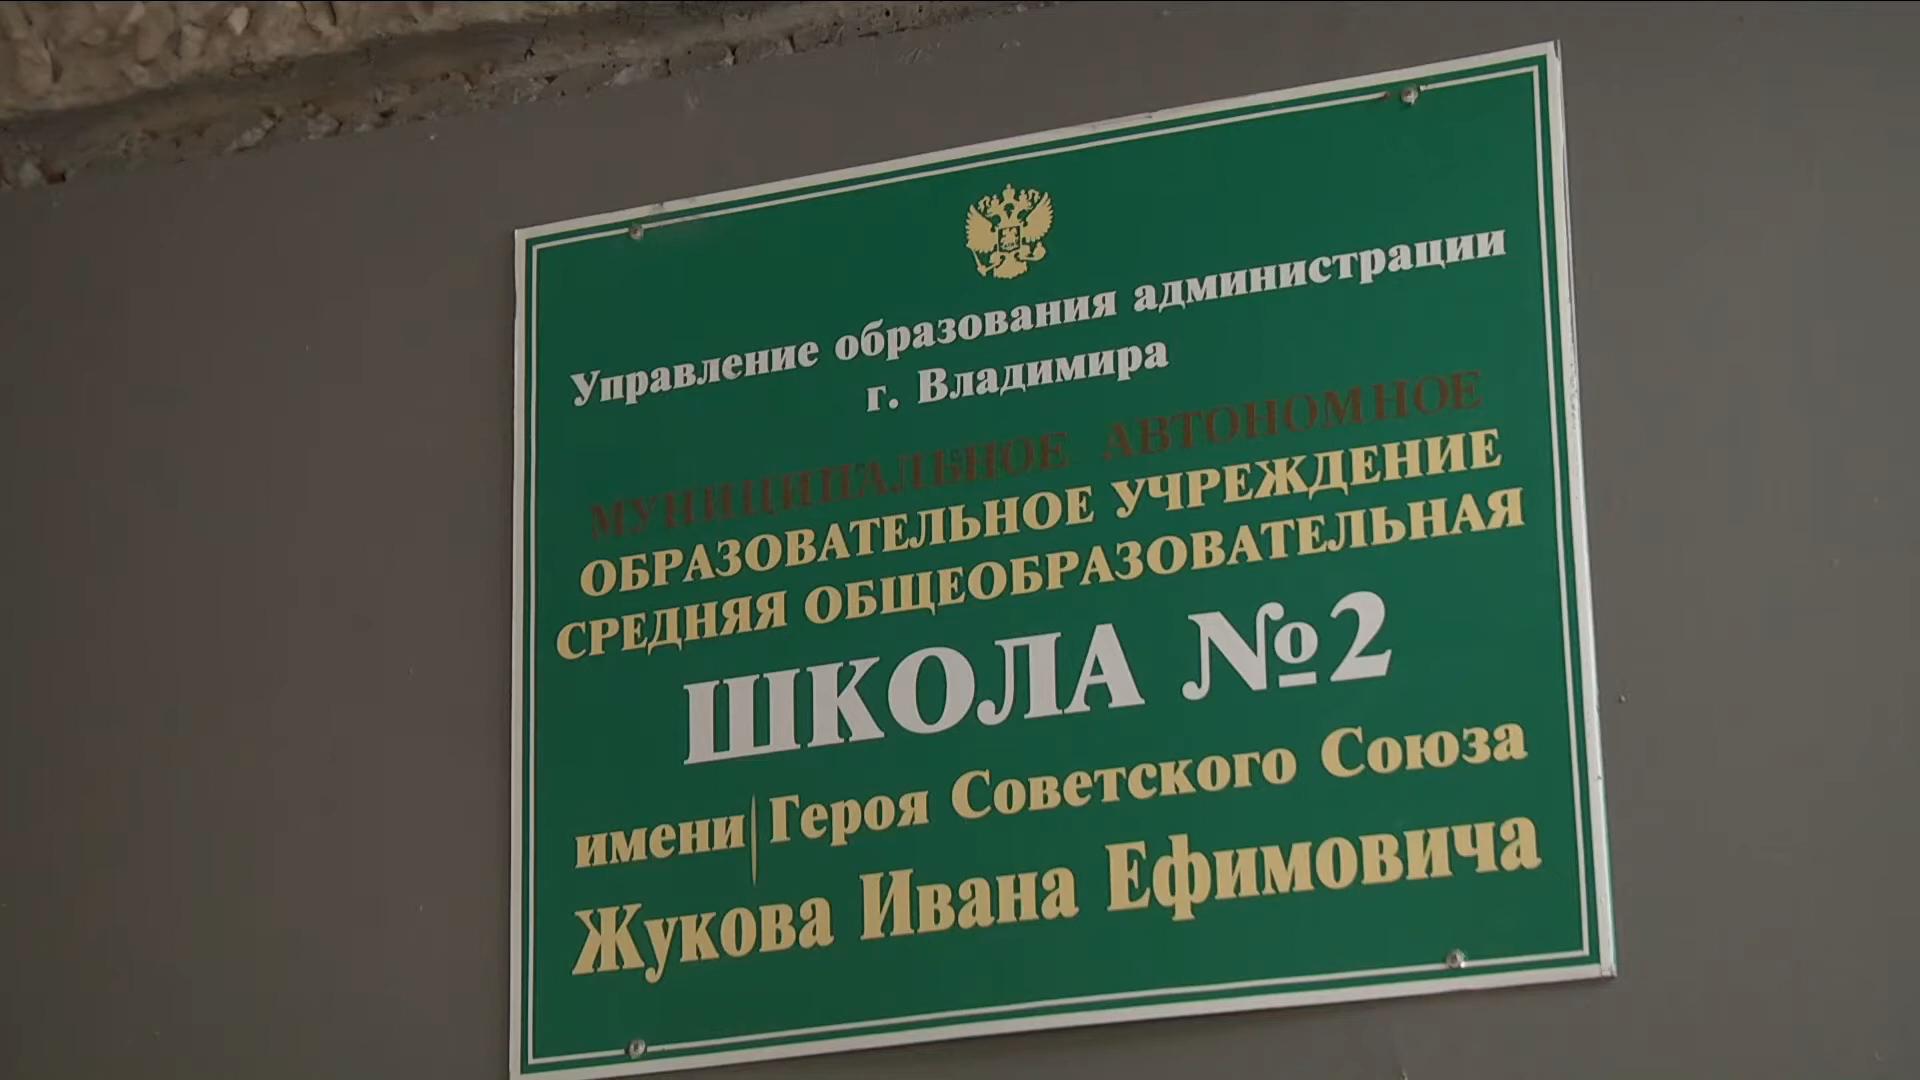 Управление образования администрации
г. Владимира
МУНИЦИПАЛЬНОЕ АВТОНОМНОЕ
ОБРАЗОВАТЕЛЬНОЕ УЧРЕЖДЕНИЕ
СРЕДНЯЯ ОБЩЕОБРАЗОВАТЕЛЬНАЯ
ШКОЛА №2
имени Героя Советского Союза
Жукова Ивана Ефимовича